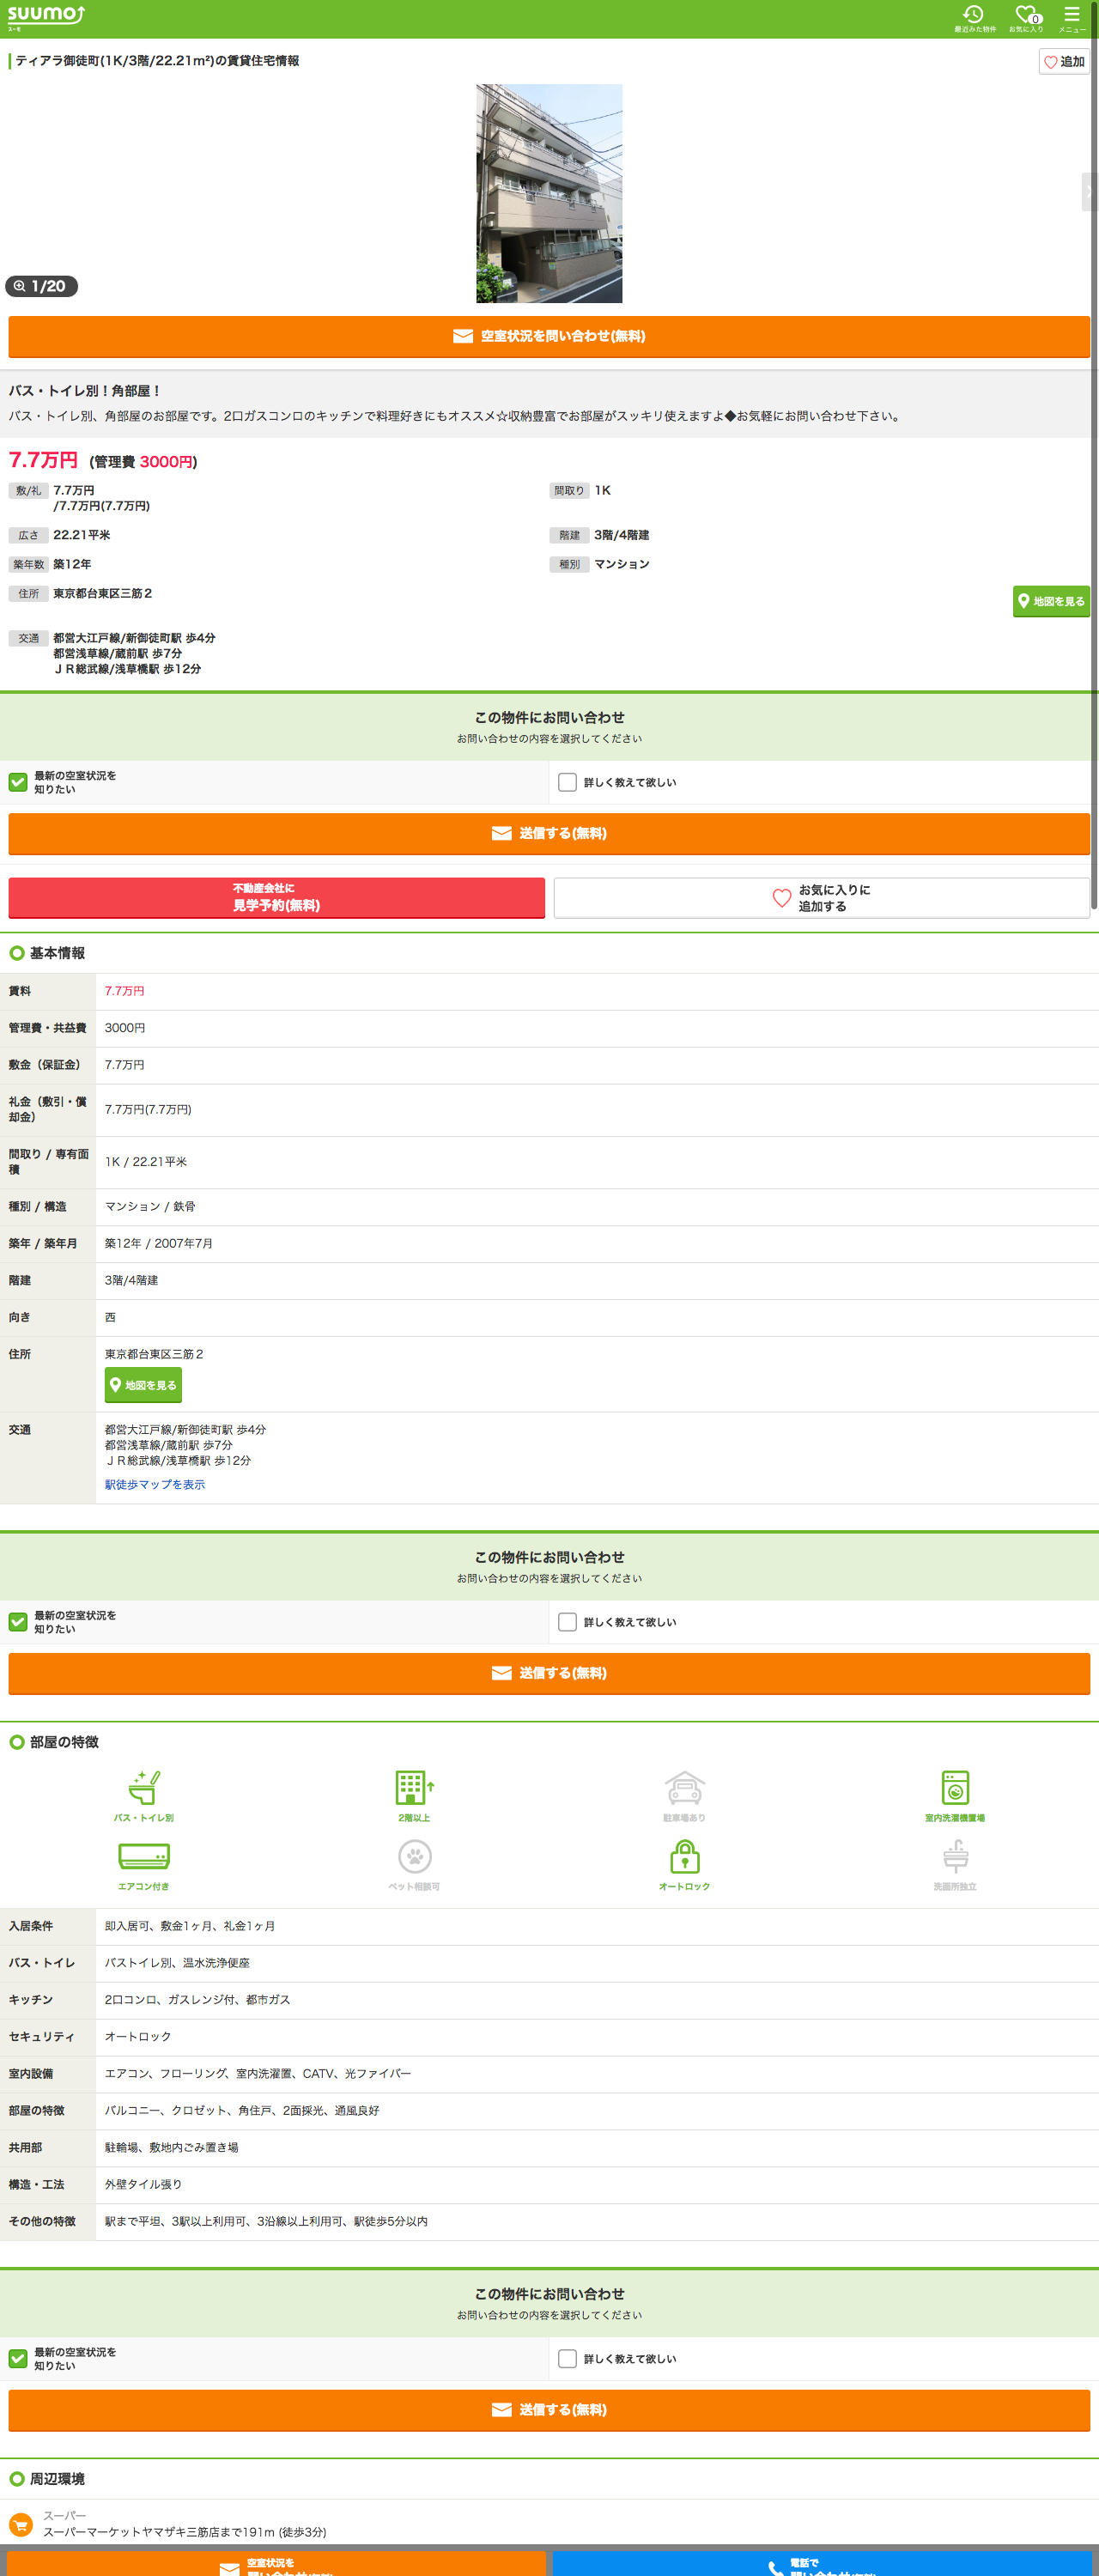 SUUMO
スーモ
最近みた物件
0
お気に入り
メニュー
ティアラ御徒町(1K/3階/22.21m²)の賃貸住宅情報
追加
1/20
空室状況を問い合わせ(無料)
バス・トイレ別！角部屋！
バス・トイレ別、角部屋のお部屋です。2口ガスコンロのキッチンで料理好きにもオススメ☆収納豊富でお部屋がスッキリ使えますよ◆お気軽にお問い合わせ下さい。
7.7万円 (管理費 3000円)
敷/礼 7.7万円
/7.7万円(7.7万円)
間取り 1K
広さ 22.21平米
階建 3階/4階建
築年数 築12年
種別 マンション
住所 東京都台東区三筋２
地図を見る
交通 都営大江戸線/新御徒町駅 歩4分
都営浅草線/蔵前駅 歩7分
ＪＲ総武線/浅草橋駅 歩12分
この物件にお問い合わせ
お問い合わせの内容を選択してください
最新の空室状況を
知りたい
詳しく教えて欲しい
送信する(無料)
不動産会社に
見学予約(無料)
お気に入りに
追加する
基本情報
賃料 7.7万円
管理費・共益費 3000円
敷金（保証金） 7.7万円
礼金（敷引・償
却金）
7.7万円(7.7万円)
間取り / 専有面
積
1K / 22.21平米
種別 / 構造 マンション / 鉄骨
築年 / 築年月 築12年 / 2007年7月
階建 3階/4階建
向き 西
住所 東京都台東区三筋２
地図を見る
交通 都営大江戸線/新御徒町駅 歩4分
都営浅草線/蔵前駅 歩7分
ＪＲ総武線/浅草橋駅 歩12分
駅徒歩マップを表示
この物件にお問い合わせ
お問い合わせの内容を選択してください
最新の空室状況を
知りたい
詳しく教えて欲しい
送信する(無料)
部屋の特徴
バス・トイレ別
2階以上
駐車場あり
室内洗濯機置場
エアコン付き
ペット相談可
オートロック
洗面所独立
入居条件 即入居可、敷金1ヶ月、礼金1ヶ月
バス・トイレ バストイレ別、温水洗浄便座
キッチン 2口コンロ、ガスレンジ付、都市ガス
セキュリティ オートロック
室内設備 エアコン、フローリング、室内洗濯置、CATV、光ファイバー
部屋の特徴 バルコニー、クロゼット、角住戸、2面採光、通風良好
共用部 駐輪場、敷地内ごみ置き場
構造・工法 外壁タイル張り
その他の特徴 駅まで平坦、3駅以上利用可、3沿線以上利用可、駅徒歩5分以内
この物件にお問い合わせ
お問い合わせの内容を選択してください
最新の空室状況を
知りたい
詳しく教えて欲しい
送信する(無料)
周辺環境
スーパー
スーパーマーケットヤマザキ三筋店まで191m (徒歩3分)
空室状況を
電話で